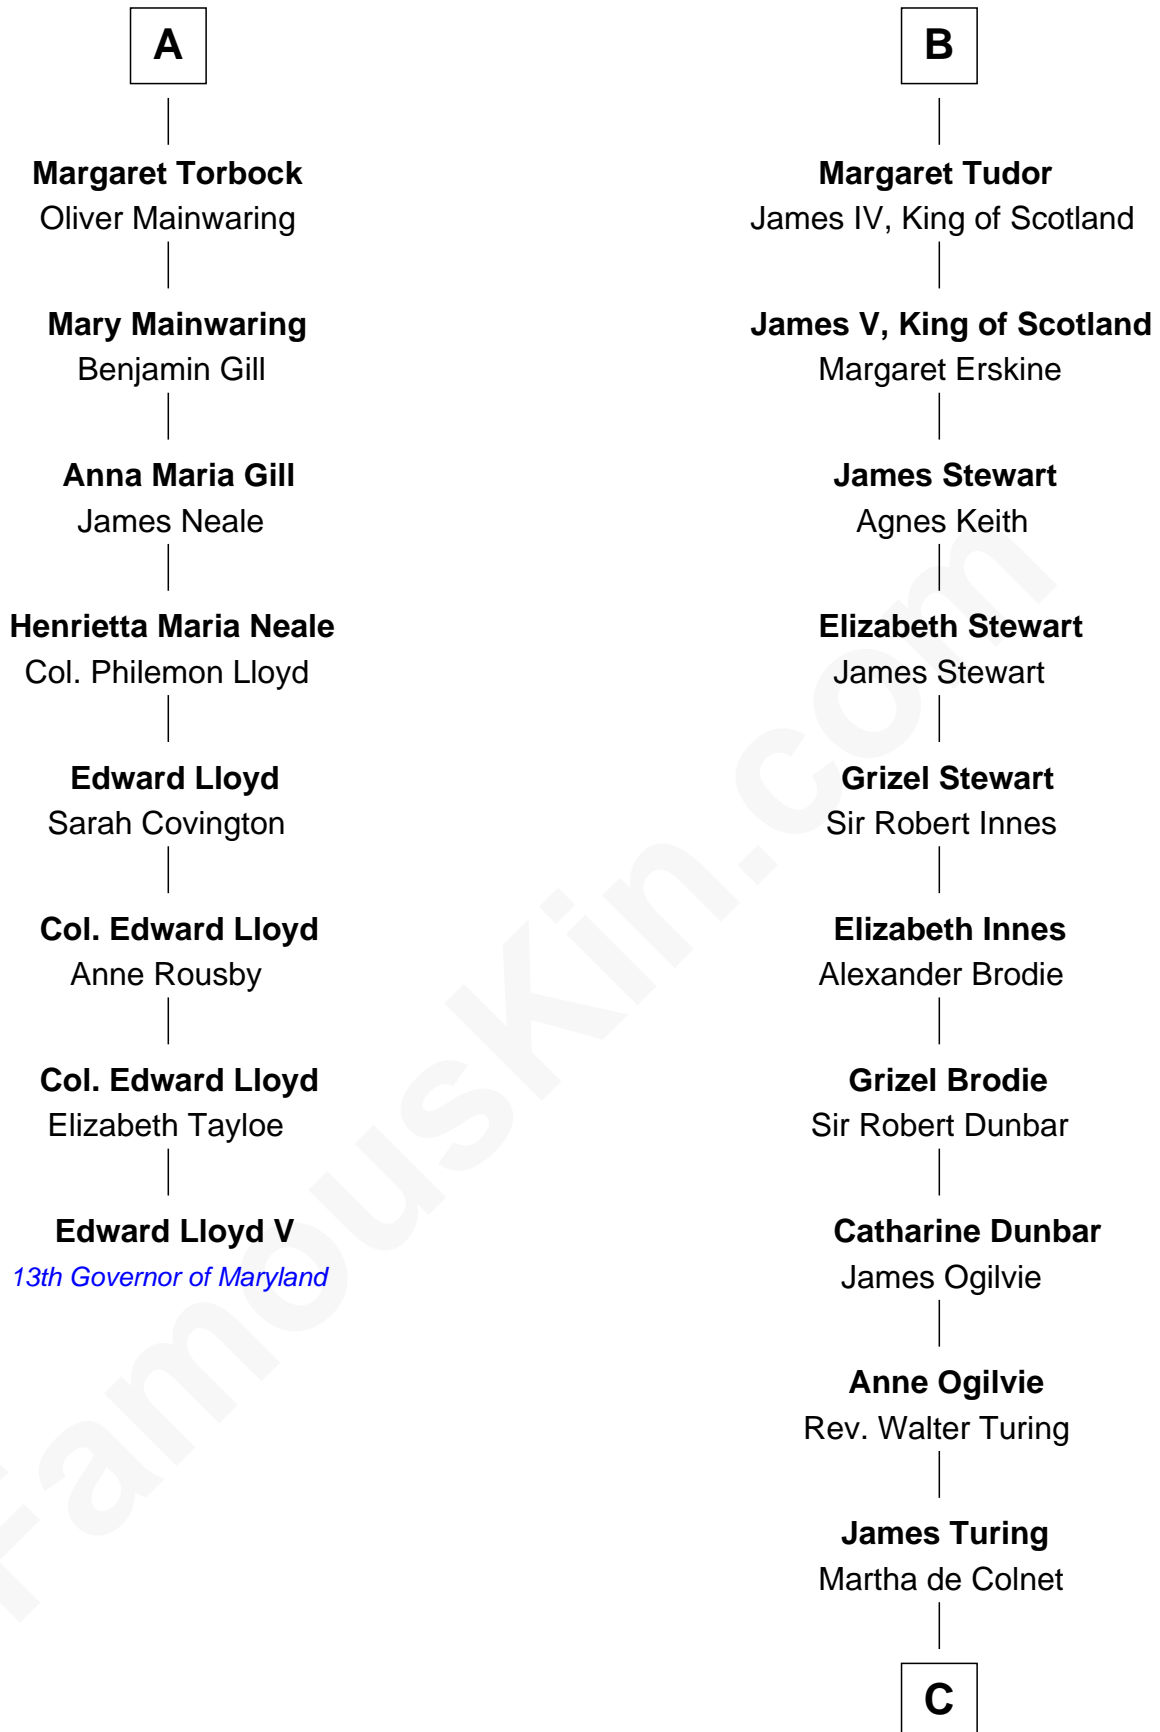 A
Margaret Torbock
Oliver Mainwaring
Mary Mainwaring
Benjamin Gill
Anna Maria Gill
James Neale
Henrietta Maria Neale
Col. Philemon Lloyd
Edward Lloyd
Sarah Covington
Col. Edward Lloyd
Anne Rousby
Col. Edward Lloyd
Elizabeth Tayloe
Edward Lloyd V
13th Governor of Maryland
B
Margaret Tudor
James IV, King of Scotland
James V, King of Scotland
Margaret Erskine
James Stewart
Agnes Keith
Elizabeth Stewart
James Stewart
Grizel Stewart
Sir Robert Innes
Elizabeth Innes
Alexander Brodie
Grizel Brodie
Sir Robert Dunbar
Catharine Dunbar
James Ogilvie
Anne Ogilvie
Rev. Walter Turing
James Turing
Martha de Colnet
C
FamousKin.com